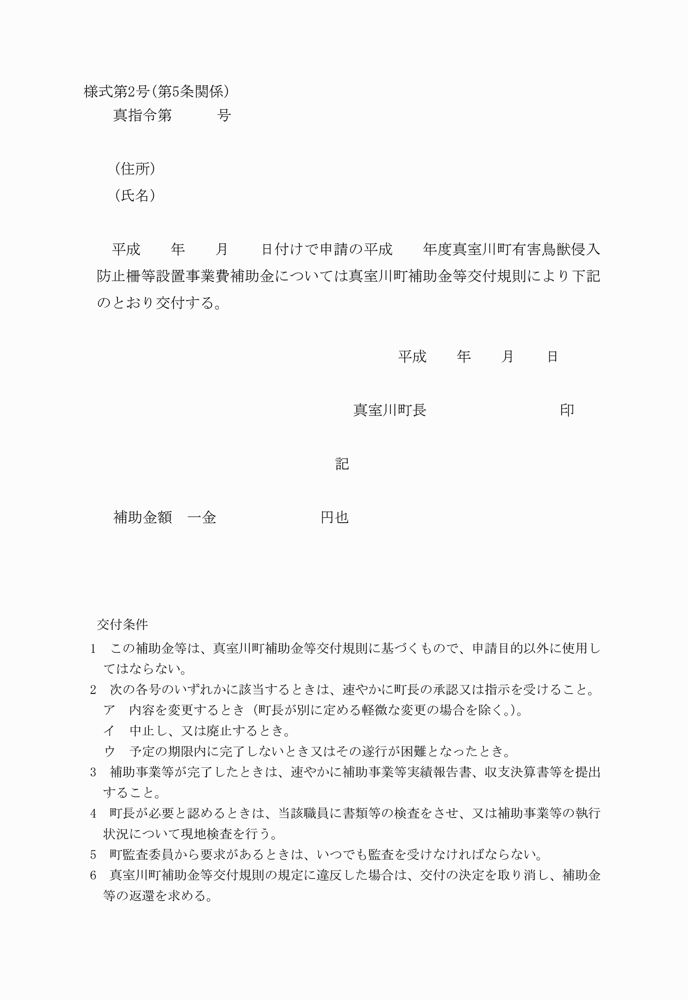 様式第2号（第5条関係）
真指令第　　　号
（住所）
（氏名）
平成　　年　　月　　日付けで申請の平成　　年度真室川町有害鳥獣侵入
防止柵等設置事業費補助金については真室川町補助金等交付規則により下記
のとおり交付する。
平成　　年　　月　　日
真室川町長　　　　　　　　　印
記
補助金額　一金　　　　　　　円也
交付条件
1　この補助金等は、真室川町補助金等交付規則に基づくもので、申請目的以外に使用し
てはならない。
2　次の各号のいずれかに該当するときは、速やかに町長の承認又は指示を受けること。
ア　内容を変更するとき（町長が別に定める軽微な変更の場合を除く。）。
イ　中止し、又は廃止するとき。
ウ　予定の期限内に完了しないとき又はその遂行が困難となったとき。
3　補助事業等が完了したときは、速やかに補助事業等実績報告書、収支決算書等を提出
すること。
4　町長が必要と認めるときは、当該職員に書類等の検査をさせ、又は補助事業等の執行
状況について現地検査を行う。
5　町監査委員から要求があるときは、いつでも監査を受けなければならない。
6　真室川町補助金等交付規則の規定に違反した場合は、交付の決定を取り消し、補助金
等の返還を求める。